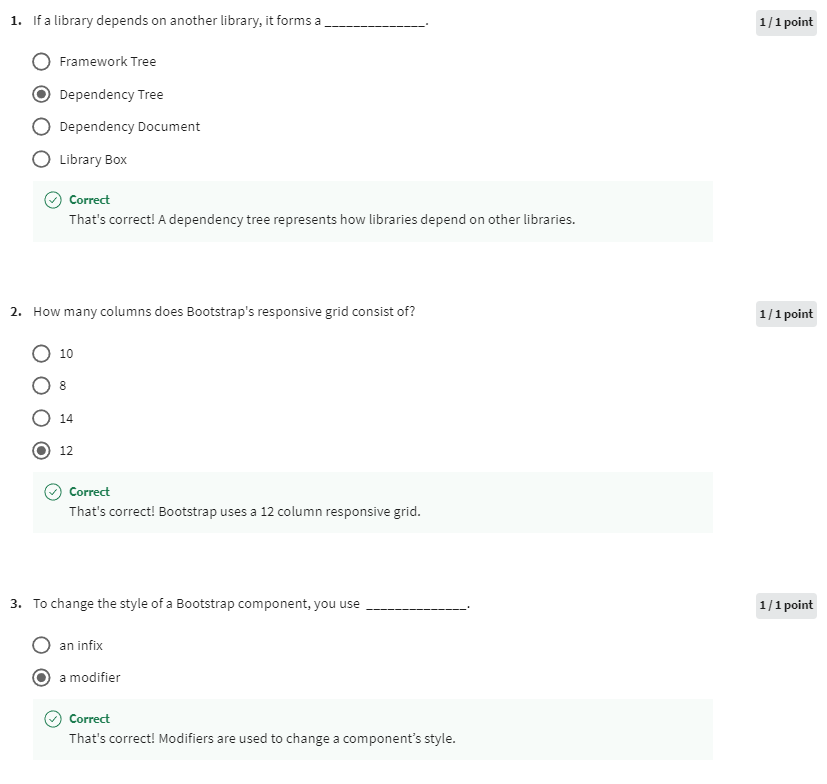 1. If a library depends on another library, it forms a ______________.
1 / 1 point
Framework Tree
Dependency Tree
Dependency Document
Library Box
Correct
That's correct! A dependency tree represents how libraries depend on other libraries.
2. How many columns does Bootstrap's responsive grid consist of?
1 / 1 point
10
8
14
12
Correct
That's correct! Bootstrap uses a 12 column responsive grid.
3. To change the style of a Bootstrap component, you use ______________.
1 / 1 point
an infix
a modifier
Correct
That's correct! Modifiers are used to change a component’s style.